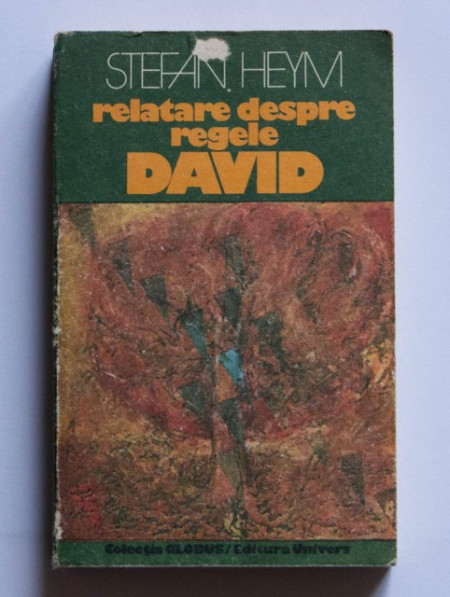 STEFAN HEYM
relatare despre
regele
DAVID
Colecția GLOBUS / Editura Univers